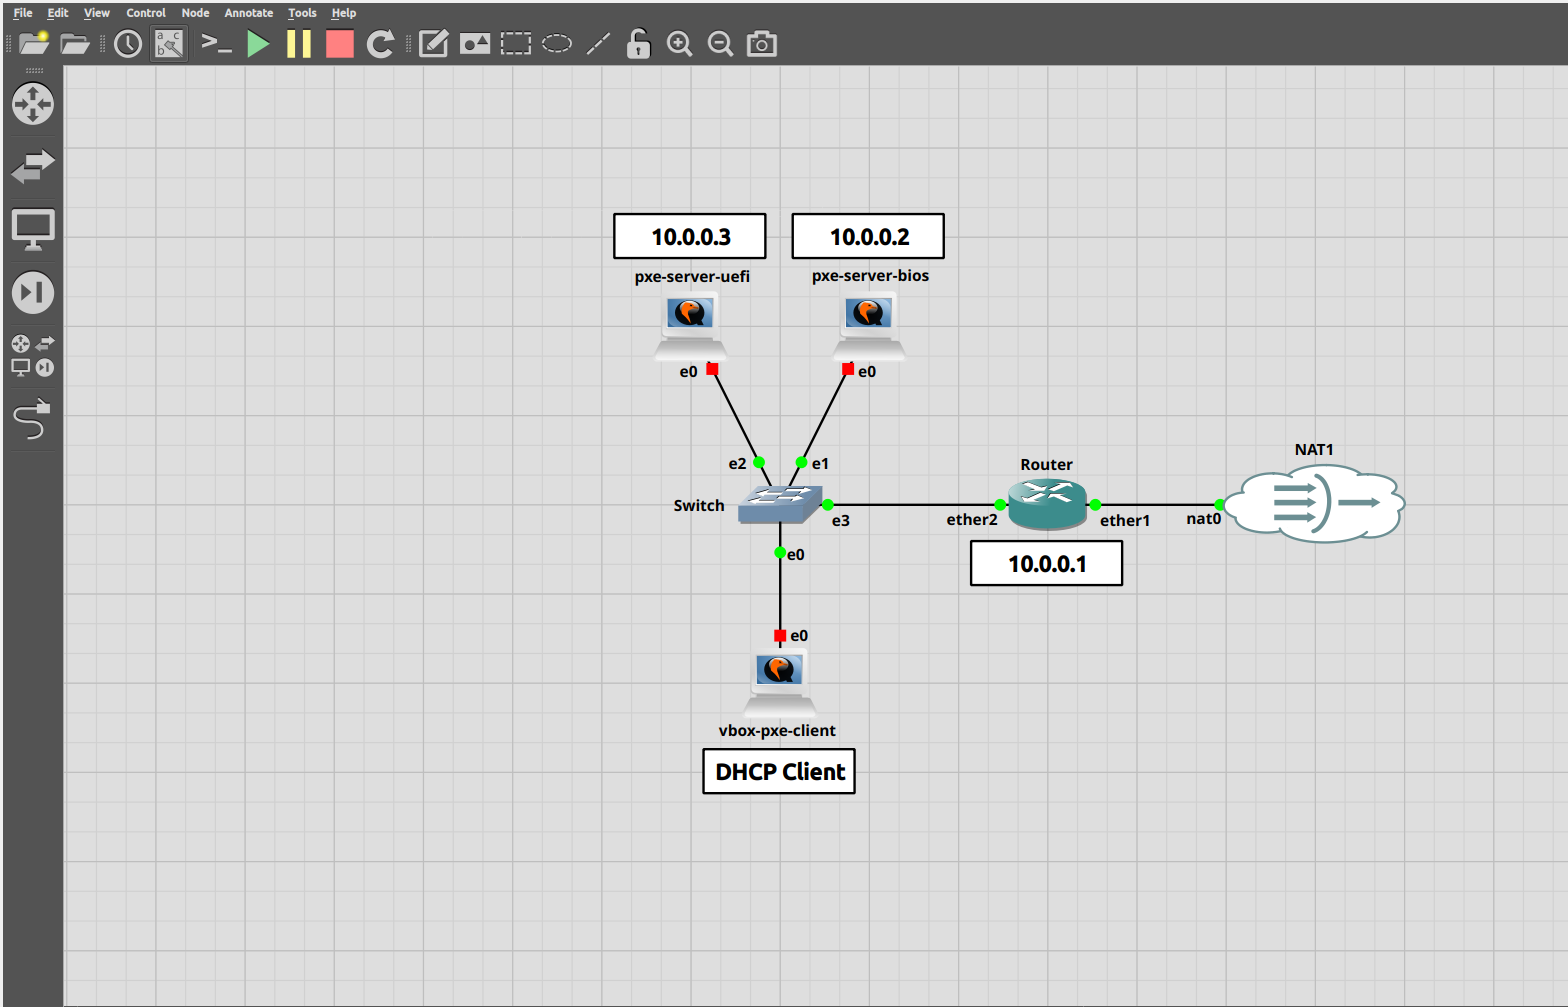 File Edit View Control Node Annotate Tools Help
10.0.0.3
10.0.0.2
pxe-server-uefi
pxe-server-bios
e0
e0
e2
e1
Switch
e3
ether2
Router
ether1
nat0
NAT1
10.0.0.1
e0
e0
vbox-pxe-client
DHCP Client